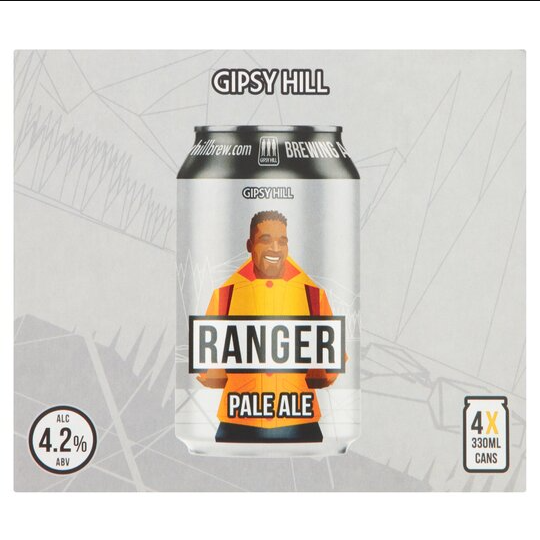 GIPSY HILL
hillbrew.com
GIPSY HILL
BREWING
GIPSY HILL
RANGER
PALE ALE
ALC
4.2%
ABV
4X
330ML
CANS